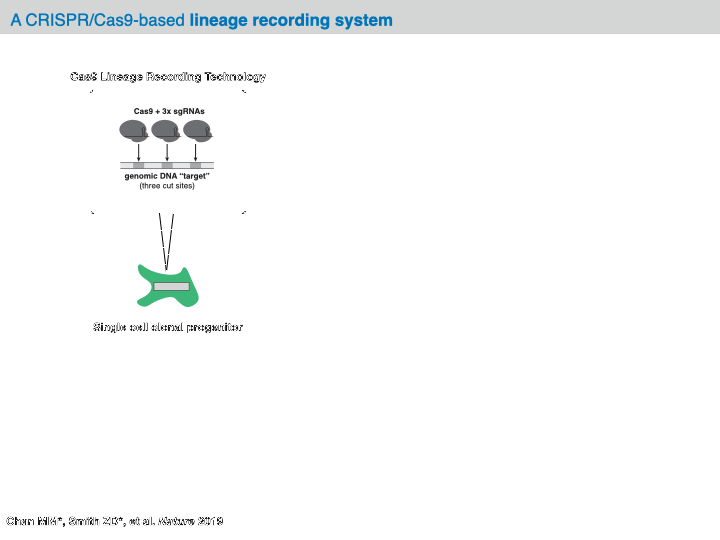 A CRISPR/Cas9-based lineage recording system
Cas9 Lineage Recording Technology
Cas9 + 3x sgRNAs
genomic DNA “target”
(three cut sites)
Single cell clonal progenitor
Chan MM*, Smith ZD*, et al. Nature 2019